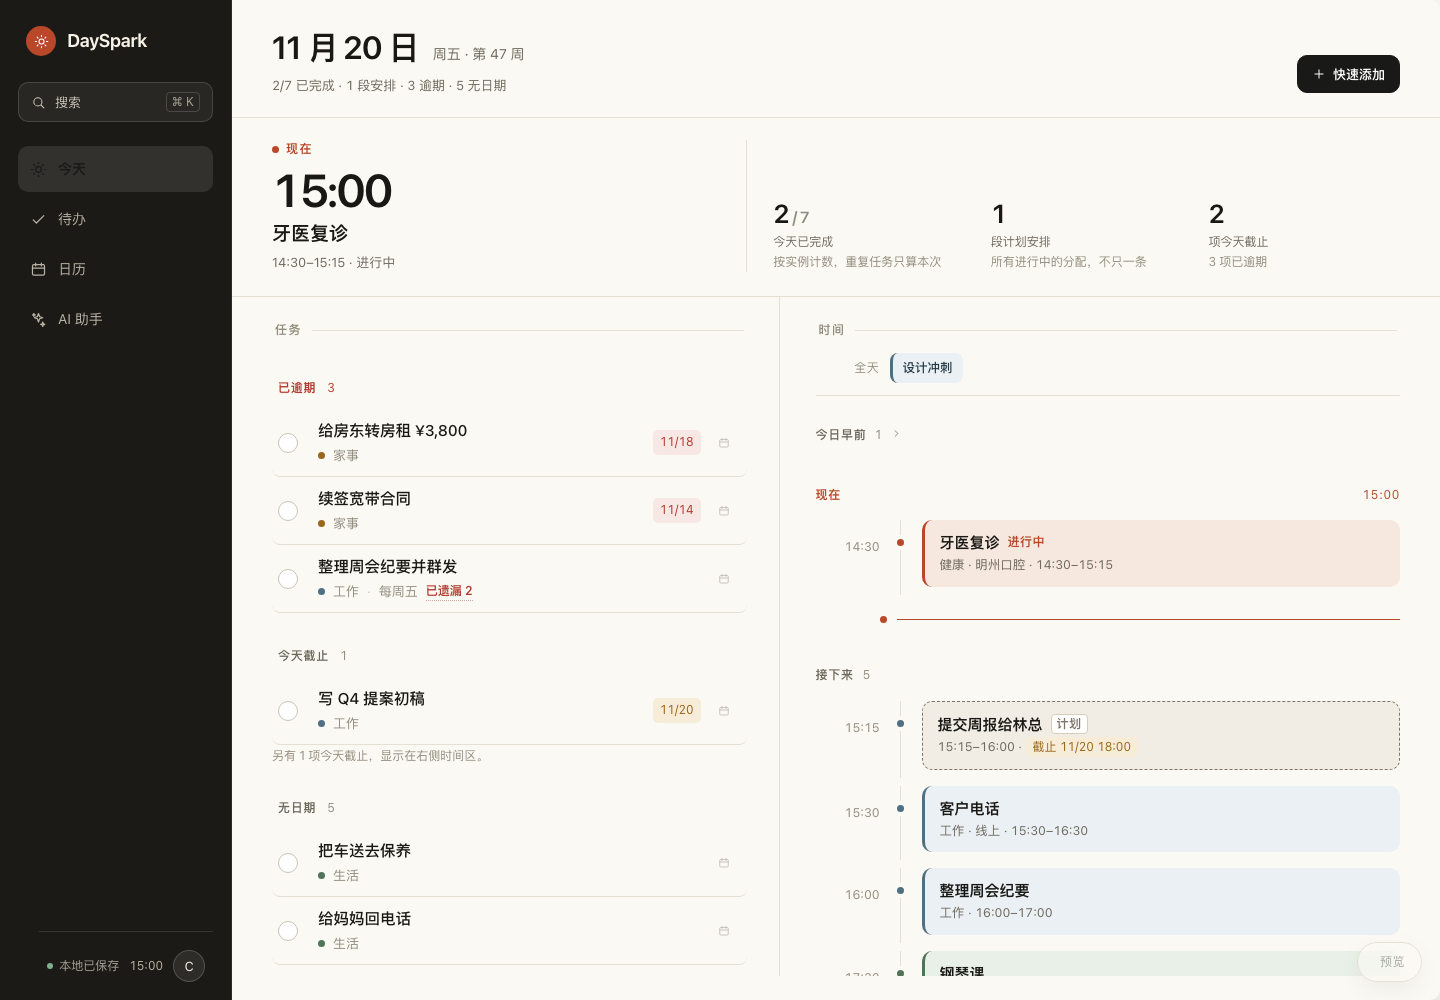 DaySpark
搜索 ⌘ K
今天
待办
日历
AI 助手
本地已保存 15:00 C
11 月 20 日 周五 · 第 47 周
2/7 已完成 · 1 段安排 · 3 逾期 · 5 无日期
+ 快速添加
现在
15:00
牙医复诊
14:30–15:15 · 进行中
2/7
今天已完成
按实例计数，重复任务只算本次
1
段计划安排
所有进行中的分配，不只一条
2
项今天截止
3 项已逾期
任务
已逾期 3
给房东转房租 ¥3,800
家事
11/18
续签宽带合同
家事
11/14
整理周会纪要并群发
工作 · 每周五 已遗漏 2
今天截止 1
写 Q4 提案初稿
工作
11/20
另有 1 项今天截止，显示在右侧时间区。
无日期 5
把车送去保养
生活
给妈妈回电话
生活
时间
全天 设计冲刺
今日早前 1
现在 15:00
14:30
牙医复诊 进行中
健康 · 明州口腔 · 14:30–15:15
接下来 5
15:15
提交周报给林总 计划
15:15–16:00 · 截止 11/20 18:00
15:30
客户电话
工作 · 线上 · 15:30–16:30
16:00
整理周会纪要
工作 · 16:00–17:00
17:30
钢琴课
预览